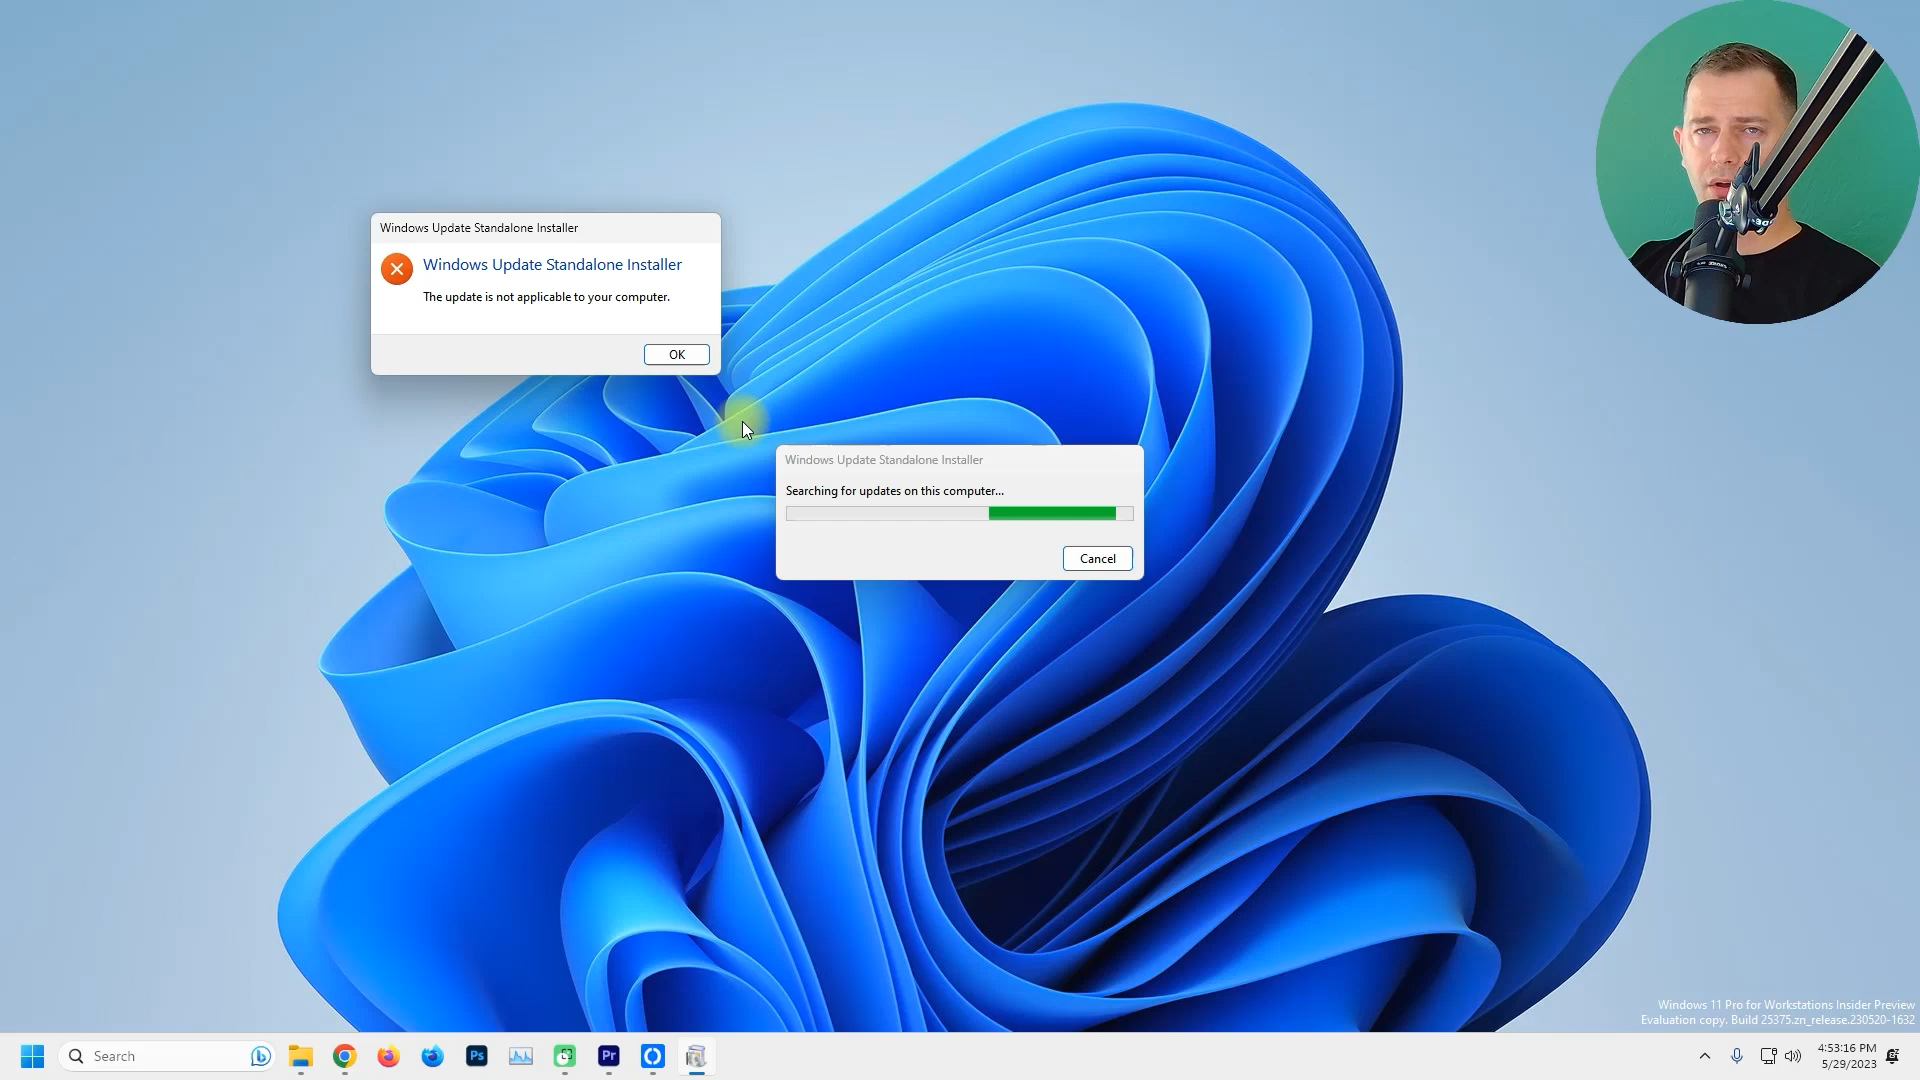 Windows Update Standalone Installer
Windows Update Standalone Installer
The update is not applicable to your computer.
OK
Windows Update Standalone Installer
Searching for updates on this computer...
Cancel
Windows 11 Pro for Workstations Insider Preview
Evaluation copy. Build 25375.zn_release.230520-1632
Search
Ps
Pr
4:53:16 PM
5/29/2023